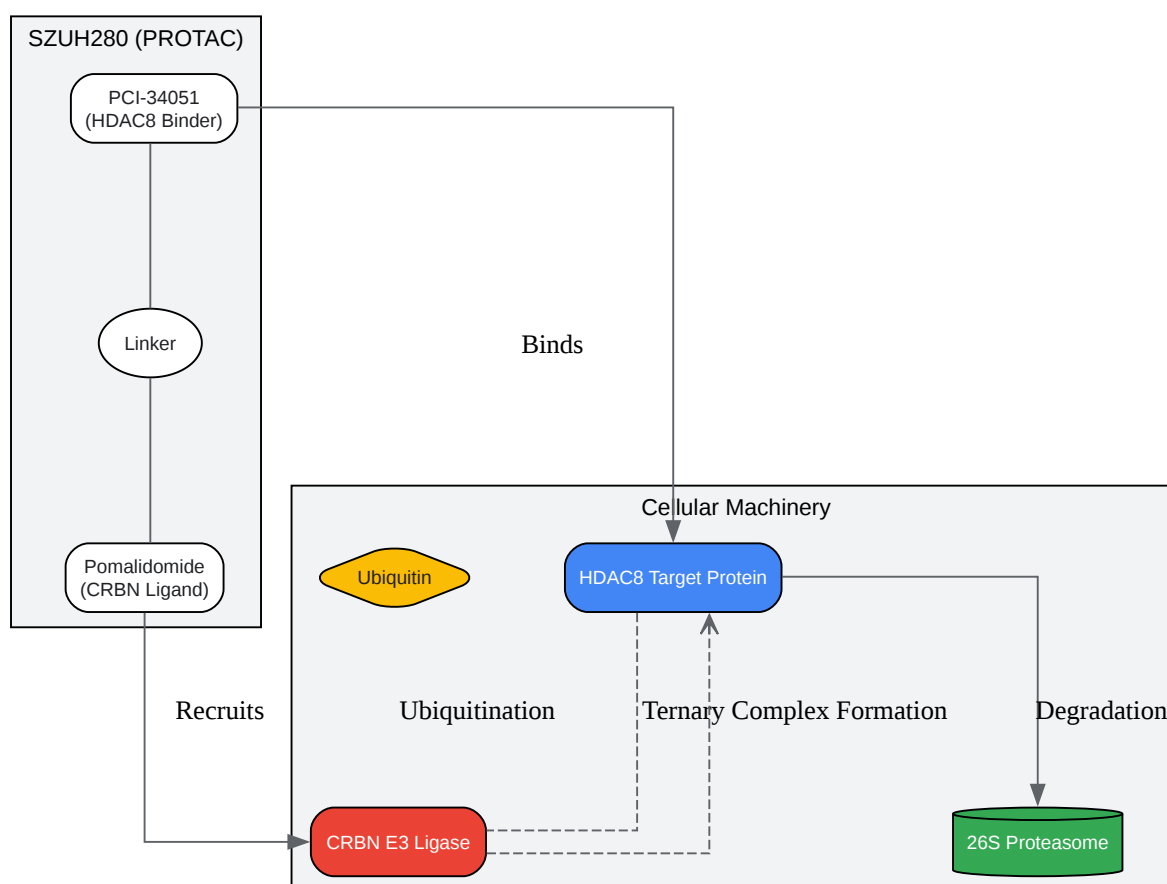 SZUH280 (PROTAC)
PCI-34051
(HDAC8 Binder)
Linker
Binds
Pomalidomide
(CRBN Ligand)
Cellular Machinery
Ubiquitin
HDAC8 Target Protein
Recruits
Ubiquitination
Ternary Complex Formation
Degradation
CRBN E3 Ligase
26S Proteasome